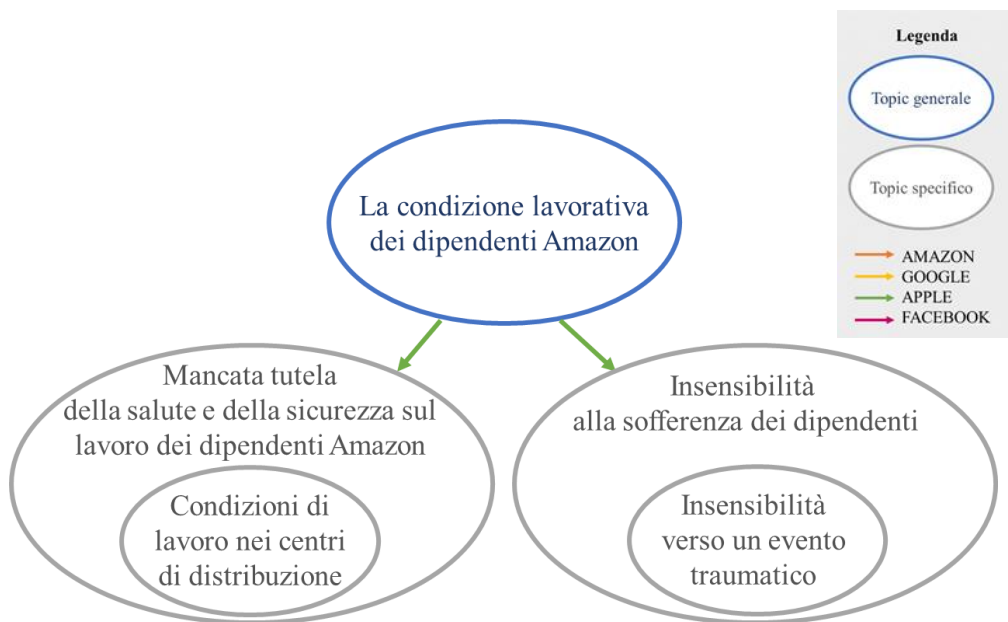 Legenda
Topic generale
Topic specifico
AMAZON
GOOGLE
APPLE
FACEBOOK
La condizione lavorativa
dei dipendenti Amazon
Mancata tutela
della salute e della sicurezza sul
lavoro dei dipendenti Amazon
Condizioni di
lavoro nei centri
di distribuzione
Insensibilità
alla sofferenza dei dipendenti
Insensibilità
verso un evento
traumatico